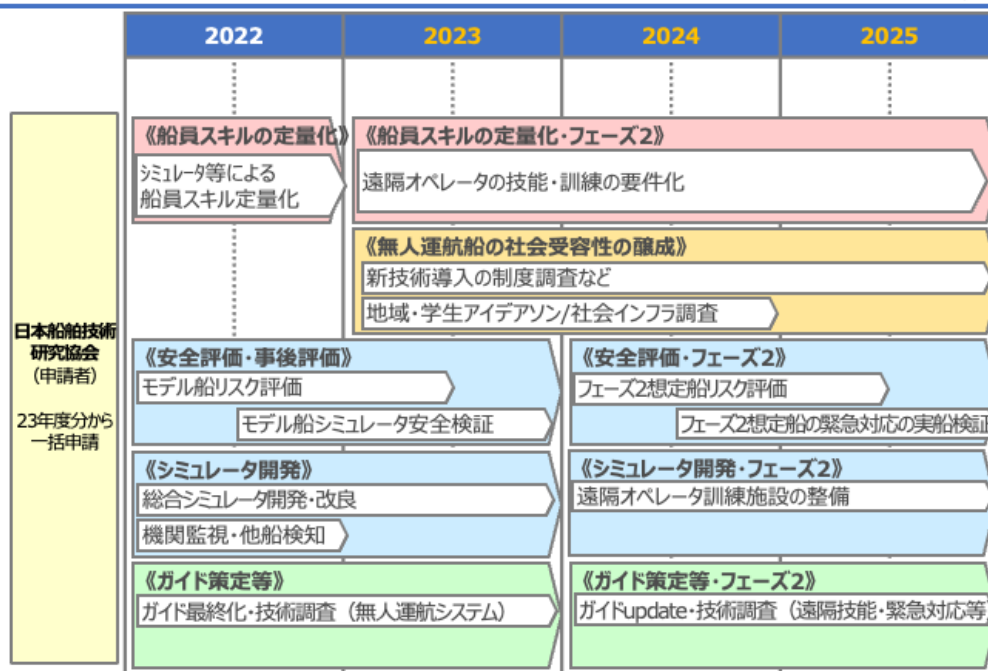 2022
2023
2024
2025
日本船舶技術
研究協会
（申請者）
23年度分から
一括申請
《船員スキルの定量化》
シミュレータ等による
船員スキル定量化
《船員スキルの定量化・フェーズ2》
遠隔オペレータの技能・訓練の要件化
《無人運航船の社会受容性の醸成》
新技術導入の制度調査など
地域・学生アイデアソン/社会インフラ調査
《安全評価・事後評価》
モデル船リスク評価
モデル船シミュレータ安全検証
《安全評価・フェーズ2》
フェーズ2想定船リスク評価
フェーズ2想定船の緊急対応の実船検証
《シミュレータ開発》
総合シミュレータ開発・改良
機関監視・他船検知
《シミュレータ開発・フェーズ2》
遠隔オペレータ訓練施設の整備
《ガイド策定等》
ガイド最終化・技術調査（無人運航システム）
《ガイド策定等・フェーズ2》
ガイドupdate・技術調査（遠隔技能・緊急対応等）